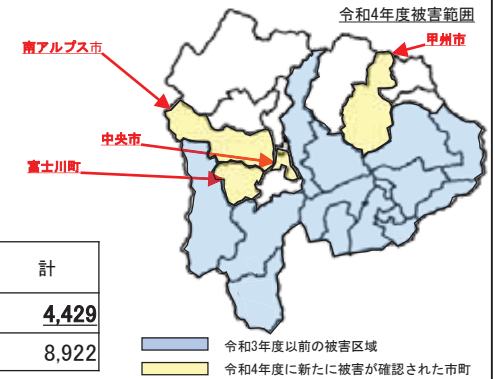 令和4年度被害範囲
南アルプス市
甲州市
中央市
富士川町
計
4,429
8,922
令和3年度以前の被害区域
令和4年度に新たに被害が確認された市町